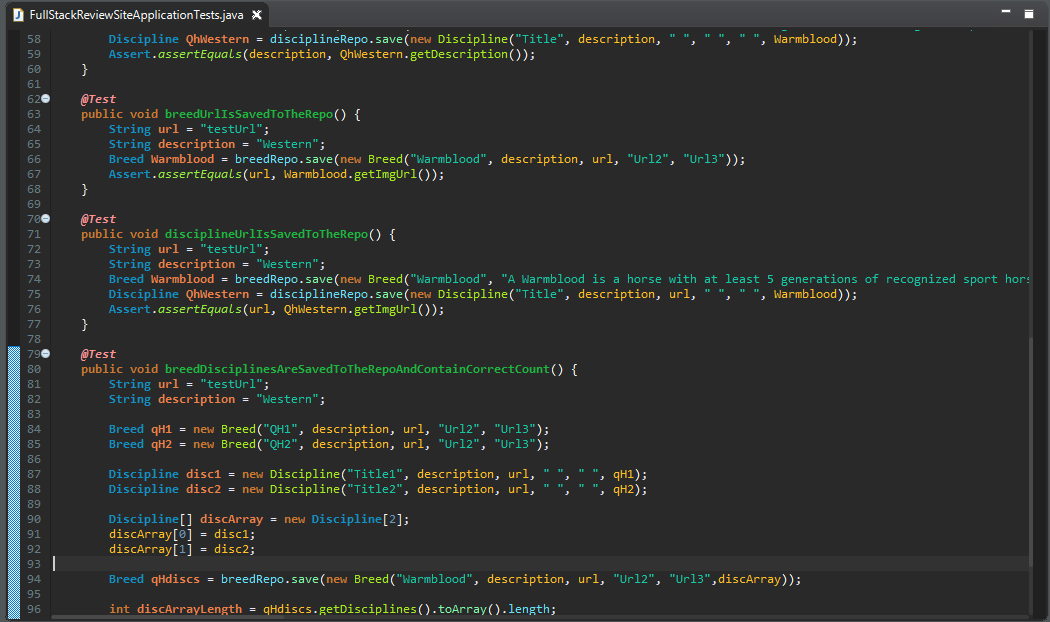 FullStackReviewSiteApplicationTests.java
58 Discipline QhWestern = disciplineRepo.save(new Discipline("Title", description, " ", " ", " ", Warmblood));
59 Assert.assertEquals(description, QhWestern.getDescription());
60 }
61
62 @Test
63 public void breedUrlIsSavedToTheRepo() {
64 String url = "testUrl";
65 String description = "Western";
66 Breed Warmblood = breedRepo.save(new Breed("Warmblood", description, url, "Url2", "Url3"));
67 Assert.assertEquals(url, Warmblood.getImgUrl());
68 }
69
70 @Test
71 public void disciplineUrlIsSavedToTheRepo() {
72 String url = "testUrl";
73 String description = "Western";
74 Breed Warmblood = breedRepo.save(new Breed("Warmblood", "A Warmblood is a horse with at least 5 generations of recognized sport hors
75 Discipline QhWestern = disciplineRepo.save(new Discipline("Title", description, url, " ", " ", Warmblood));
76 Assert.assertEquals(url, QhWestern.getImgUrl());
77 }
78
79 @Test
80 public void breedDisciplinesAreSavedToTheRepoAndContainCorrectCount() {
81 String url = "testUrl";
82 String description = "Western";
83
84 Breed qH1 = new Breed("QH1", description, url, "Url2", "Url3");
85 Breed qH2 = new Breed("QH2", description, url, "Url2", "Url3");
86
87 Discipline disc1 = new Discipline("Title1", description, url, " ", " ", qH1);
88 Discipline disc2 = new Discipline("Title2", description, url, " ", " ", qH2);
89
90 Discipline[] discArray = new Discipline[2];
91 discArray[0] = disc1;
92 discArray[1] = disc2;
93
94 Breed qHdiscs = breedRepo.save(new Breed("Warmblood", description, url, "Url2", "Url3",discArray));
95
96 int discArrayLength = qHdiscs.getDisciplines().toArray().length;